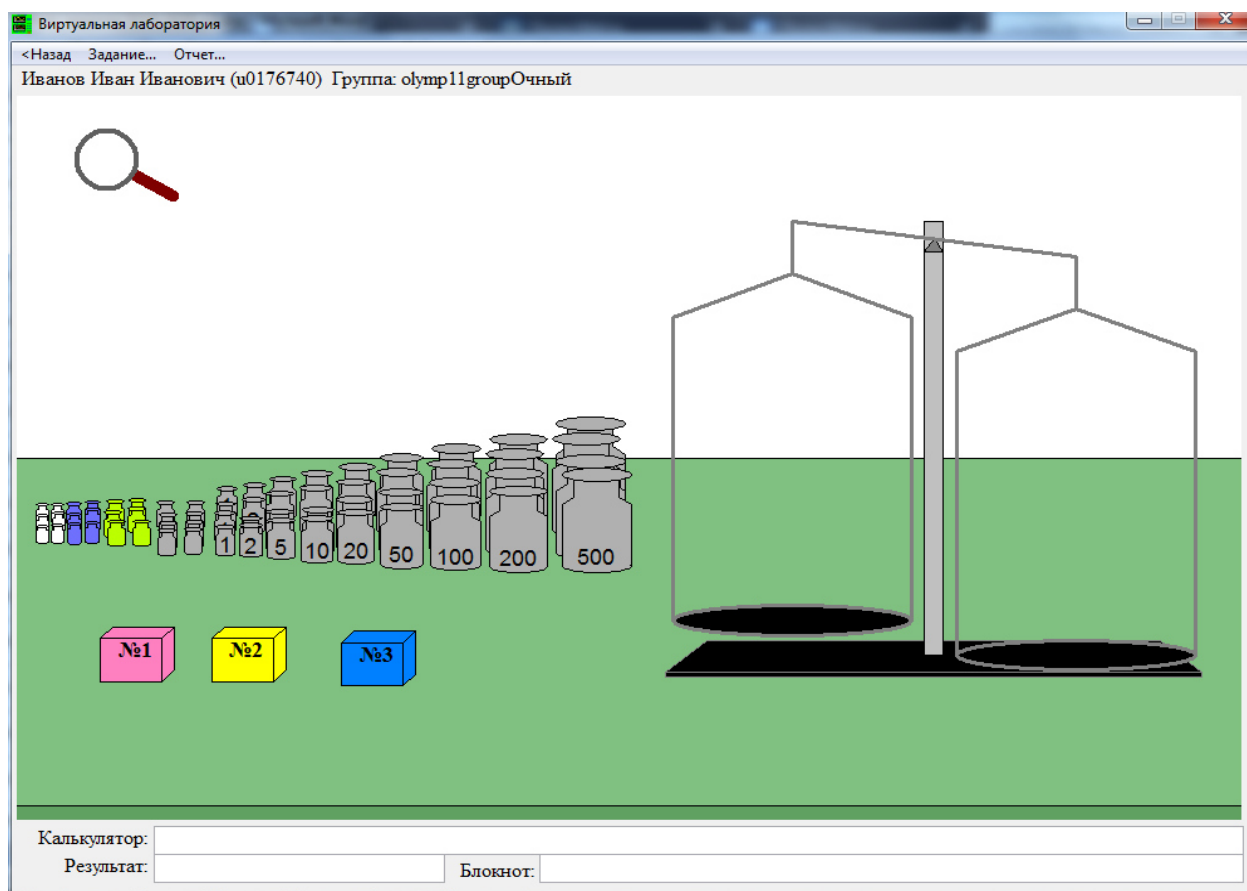 Виртуальная лаборатория
<Назад Задание... Отчет...
Иванов Иван Иванович (u0176740) Группа: olymp11groupОчный
1 2 5 10 20 50 100 200 500
№1 №2 №3
Калькулятор:
Результат: Блокнот: